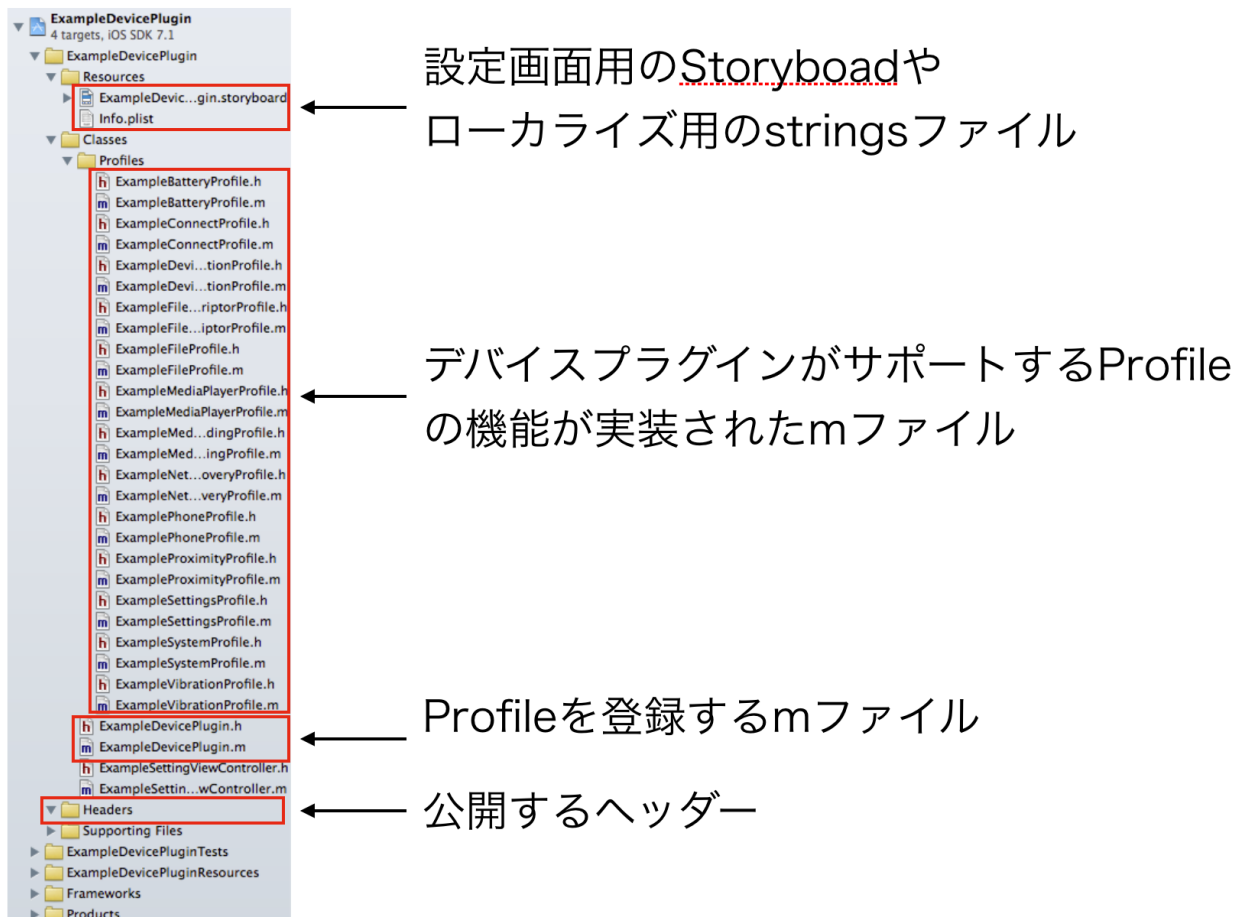 ExampleDevicePlugin
4 targets, iOS SDK 7.1
ExampleDevicePlugin
Resources
ExampleDevic...gin.storyboard
Info.plist
Classes
Profiles
ExampleBatteryProfile.h
ExampleBatteryProfile.m
ExampleConnectProfile.h
ExampleConnectProfile.m
ExampleDevi...tionProfile.h
ExampleDevi...tionProfile.m
ExampleFile...riptorProfile.h
ExampleFile...iptorProfile.m
ExampleFileProfile.h
ExampleFileProfile.m
ExampleMediaPlayerProfile.h
ExampleMediaPlayerProfile.m
ExampleMed...dingProfile.h
ExampleMed...ingProfile.m
ExampleNet...overyProfile.h
ExampleNet...veryProfile.m
ExamplePhoneProfile.h
ExamplePhoneProfile.m
ExampleProximityProfile.h
ExampleProximityProfile.m
ExampleSettingsProfile.h
ExampleSettingsProfile.m
ExampleSystemProfile.h
ExampleSystemProfile.m
ExampleVibrationProfile.h
ExampleVibrationProfile.m
ExampleDevicePlugin.h
ExampleDevicePlugin.m
ExampleSettingViewController.h
ExampleSettin...wController.m
Headers
Supporting Files
ExampleDevicePluginTests
ExampleDevicePluginResources
Frameworks
Products
設定画面用のStoryboadや
ローカライズ用のstringsファイル
デバイスプラグインがサポートするProfile
の機能が実装されたmファイル
Profileを登録するmファイル
公開するヘッダー